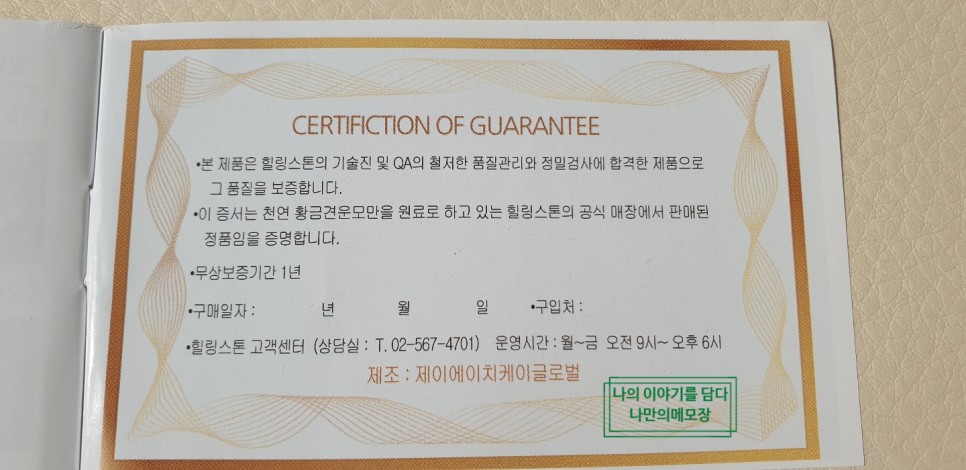 CERTIFICTION OF GUARANTEE
•본 제품은 힐링스톤의 기술진 및 QA의 철저한 품질관리와 정밀검사에 합격한 제품으로
그 품질을 보증합니다.
•이 증서는 천연 황금견운모만을 원료로 하고 있는 힐링스톤의 공식 매장에서 판매된
정품임을 증명합니다.
•무상보증기간 1년
•구매일자 : 년 월 일 •구입처 :
•힐링스톤 고객센터 (상담실 : T. 02-567-4701) 운영시간 : 월~금 오전 9시~ 오후 6시
제조 : 제이에이치케이글로벌
나의 이야기를 담다
나만의메모장